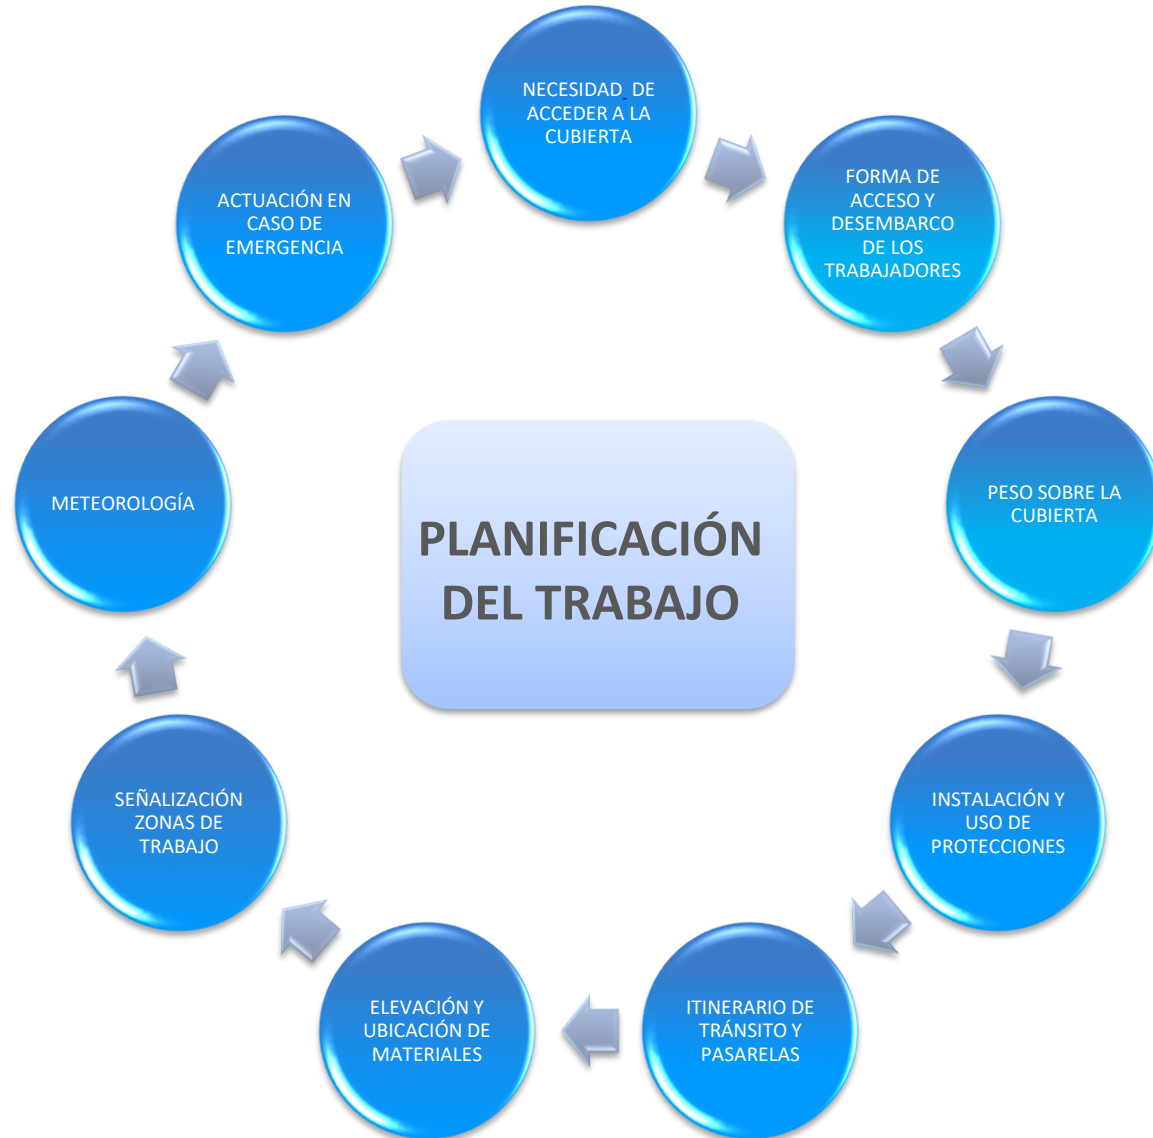 NECESIDAD DE
ACCEDER A LA
CUBIERTA
FORMA DE
ACCESO Y
DESEMBARCO
DE LOS
TRABAJADORES
PESO SOBRE LA
CUBIERTA
INSTALACIÓN Y
USO DE
PROTECCIONES
ITINERARIO DE
TRÁNSITO Y
PASARELAS
ELEVACIÓN Y
UBICACIÓN DE
MATERIALES
SEÑALIZACIÓN
ZONAS DE
TRABAJO
METEOROLOGÍA
ACTUACIÓN EN
CASO DE
EMERGENCIA
PLANIFICACIÓN
DEL TRABAJO